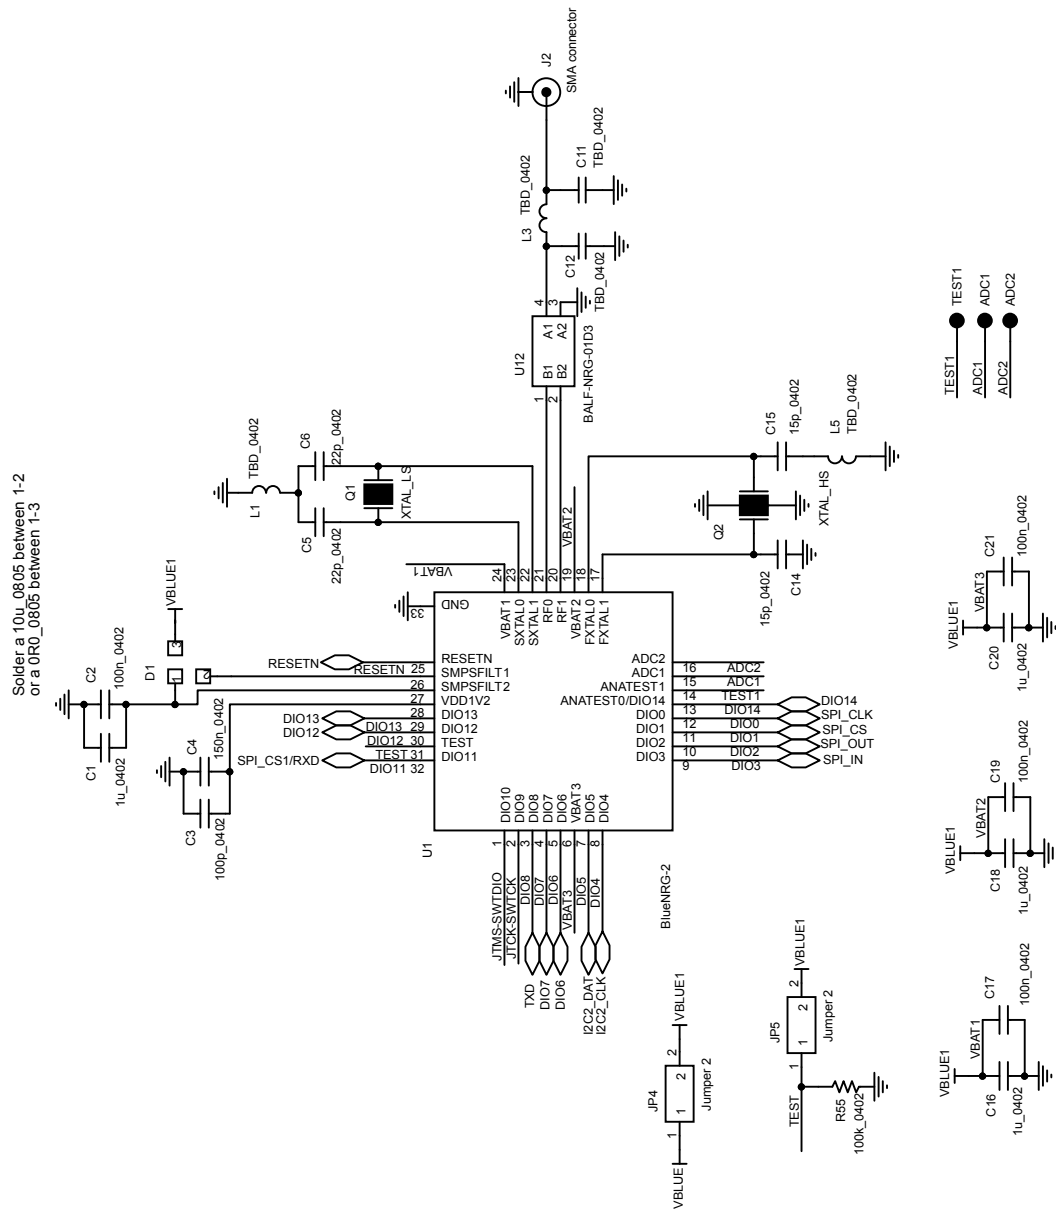 Solder a 10u_0805 between 1-2
or a 0R0_0805 between 1-3
J2
SMA connector
L3
TBD_0402
C11
TBD_0402
C12
TBD_0402
U12
B1
B2
A1
A2
1
2
4
3
BALF-NRG-01D3
L1
TBD_0402
C5
22p_0402
C6
22p_0402
Q1
XTAL_LS
C15
15p_0402
L5
TBD_0402
Q2
XTAL_HS
C14
15p_0402
TEST1
TEST1
ADC1
ADC1
ADC2
ADC2
C1
1u_0402
C2
100n_0402
D1
1
2
3
VBLUE1
C3
100p_0402
C4
150n_0402
VBAT1
VBAT2
33
GND
24
23
22
21
20
19
18
17
VBAT1
SXTAL0
SXTAL1
RF0
RF1
VBAT2
FXTAL0
FXTAL1
RESETN
RESETN
25
26
27
28
29
30
31
32
DIO13
DIO12
DIO13
DIO12
TEST
DIO11
SPI_CS1/RXD
RESETN
SMPSFILT1
SMPSFILT2
VDD1V2
DIO13
DIO12
TEST
DIO11
ADC2
ADC1
ANATEST1
ANATEST0/DIO14
DIO0
DIO1
DIO2
DIO3
16
15
14
13
12
11
10
9
ADC2
ADC1
TEST1
DIO14
DIO0
DIO1
DIO2
DIO3
DIO14
SPI_CLK
SPI_CS
SPI_OUT
SPI_IN
DIO10
DIO9
DIO8
DIO7
DIO6
VBAT3
DIO5
DIO4
1
2
3
4
5
6
7
8
U1
BlueNRG-2
JTMS-SWTDIO
JTCK-SWTCK
DIO8
DIO7
DIO6
VBAT3
DIO5
DIO4
TXD
DIO7
DIO6
I2C2_DAT
I2C2_CLK
JP4
VBLUE
1
1
2
2
VBLUE1
Jumper 2
JP5
TEST
1
1
2
2
VBLUE1
Jumper 2
R55
100k_0402
VBLUE1
VBAT1
C16
1u_0402
C17
100n_0402
VBLUE1
VBAT2
C18
1u_0402
C19
100n_0402
VBLUE1
VBAT3
C20
1u_0402
C21
100n_0402